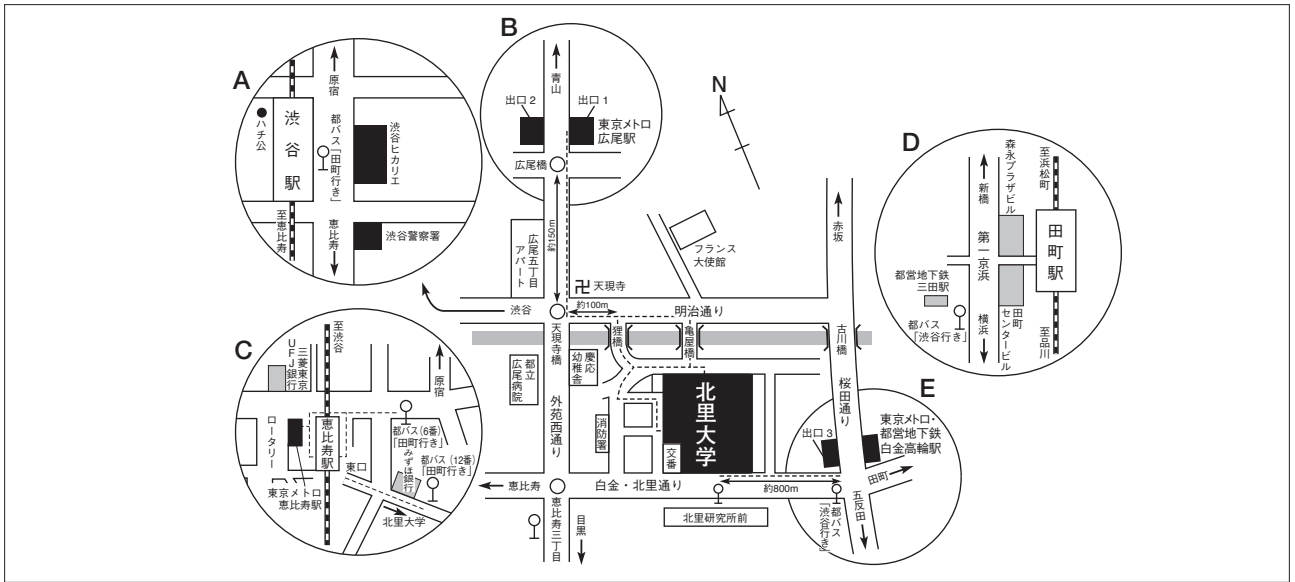 A
原宿
ハチ公
渋谷駅
都バス「田町行き」
渋谷ヒカリエ
至恵比寿
恵比寿
渋谷警察署
B
青山
出口 2
出口 1
東京メトロ
広尾駅
広尾橋
約150m
広尾五丁目
アパート
N
フランス
大使館
赤坂
卍 天現寺
渋谷
約100m
明治通り
天現寺橋
狸橋
亀屋橋
古川橋
都立
広尾病院
慶応
幼稚舎
外苑西通り
消防署
交番
北里大学
桜田通り
恵比寿
白金・北里通り
約800m
恵比寿三丁目
目黒
北里研究所前
C
至渋谷
三菱東京
UFJ銀行
原宿
ロータリー
恵比寿駅
都バス(6番)
「田町行き」
東口
みずほ銀行
都バス(12番)
「田町行き」
東京メトロ
恵比寿駅
北里大学
D
森永プラザビル
至浜松町
新橋
第一京浜
田町駅
都営地下鉄
三田駅
都バス
「渋谷行き」
横浜
田町
センタービル
至品川
E
東京メトロ・
都営地下鉄
白金高輪駅
出口 3
田町
五反田
都バス
「渋谷行き」